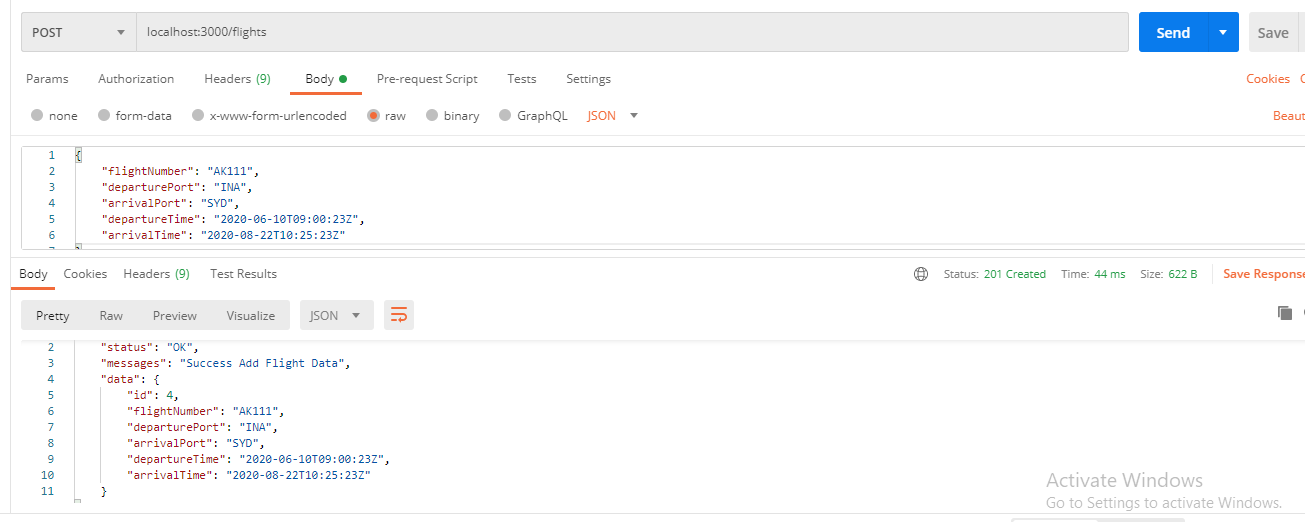 POST localhost:3000/flights Send Save
Params Authorization Headers (9) Body Pre-request Script Tests Settings Cookies
none form-data x-www-form-urlencoded raw binary GraphQL JSON Beaut
1 {
2 "flightNumber": "AK111",
3 "departurePort": "INA",
4 "arrivalPort": "SYD",
5 "departureTime": "2020-06-10T09:00:23Z",
6 "arrivalTime": "2020-08-22T10:25:23Z"
Body Cookies Headers (9) Test Results Status: 201 Created Time: 44 ms Size: 622 B Save Response
Pretty Raw Preview Visualize JSON
2 "status": "OK",
3 "messages": "Success Add Flight Data",
4 "data": {
5 "id": 4,
6 "flightNumber": "AK111",
7 "departurePort": "INA",
8 "arrivalPort": "SYD",
9 "departureTime": "2020-06-10T09:00:23Z",
10 "arrivalTime": "2020-08-22T10:25:23Z"
11 }
Activate Windows
Go to Settings to activate Windows.